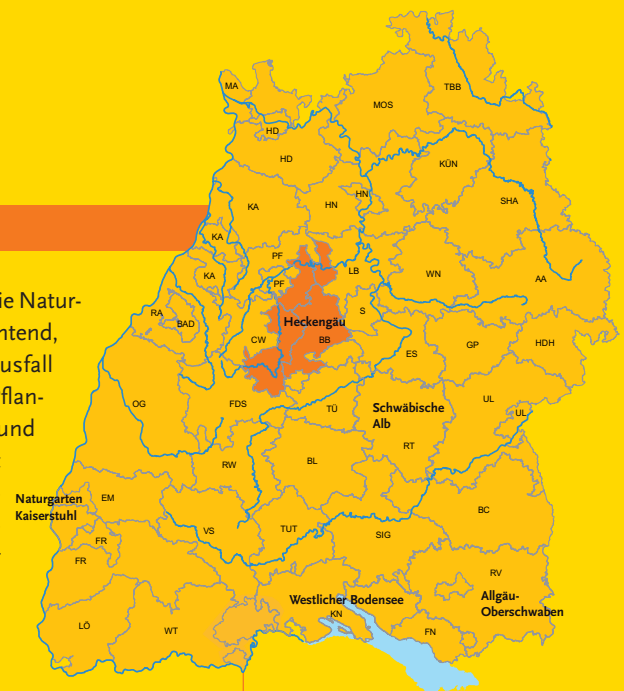 MA
TBB
MOS
HD
HD
KÜN
HN
SHA
KA
HN
KA
PF
LB
WN
KA
PF
AA
ie Natur-
RA
S
ntend,
BAD
Heckengäu
CW
BB
GP
HDH
usfall
ES
flan-
OG
FDS
TÜ
Schwäbische
Alb
UL
UL
und
RT
RW
BL
Naturgarten
Kaiserstuhl
EM
BC
VS
TUT
SIG
FR
FR
RV
Westlicher Bodensee
Allgäu-
Oberschwaben
KN
LÖ
WT
FN